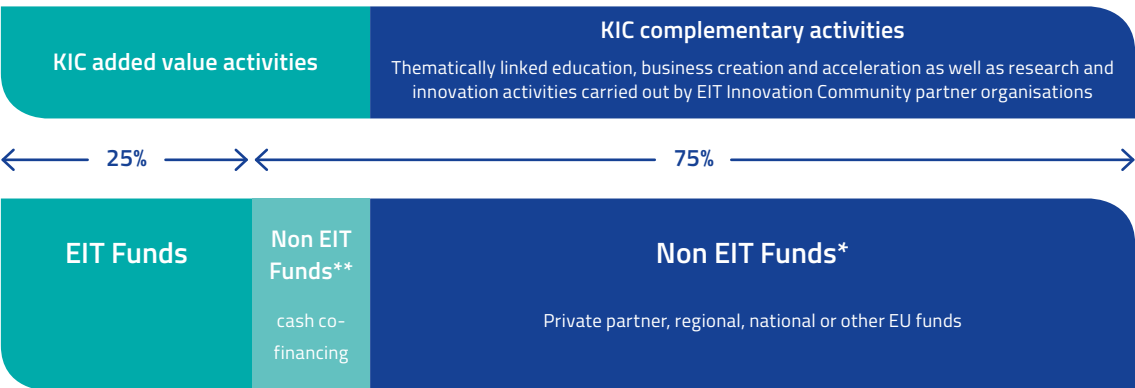 KIC added value activities
KIC complementary activities
Thematically linked education, business creation and acceleration as well as research and
innovation activities carried out by EIT Innovation Community partner organisations
25%
75%
EIT Funds
Non EIT
Funds**
cash co-
financing
Non EIT Funds*
Private partner, regional, national or other EU funds